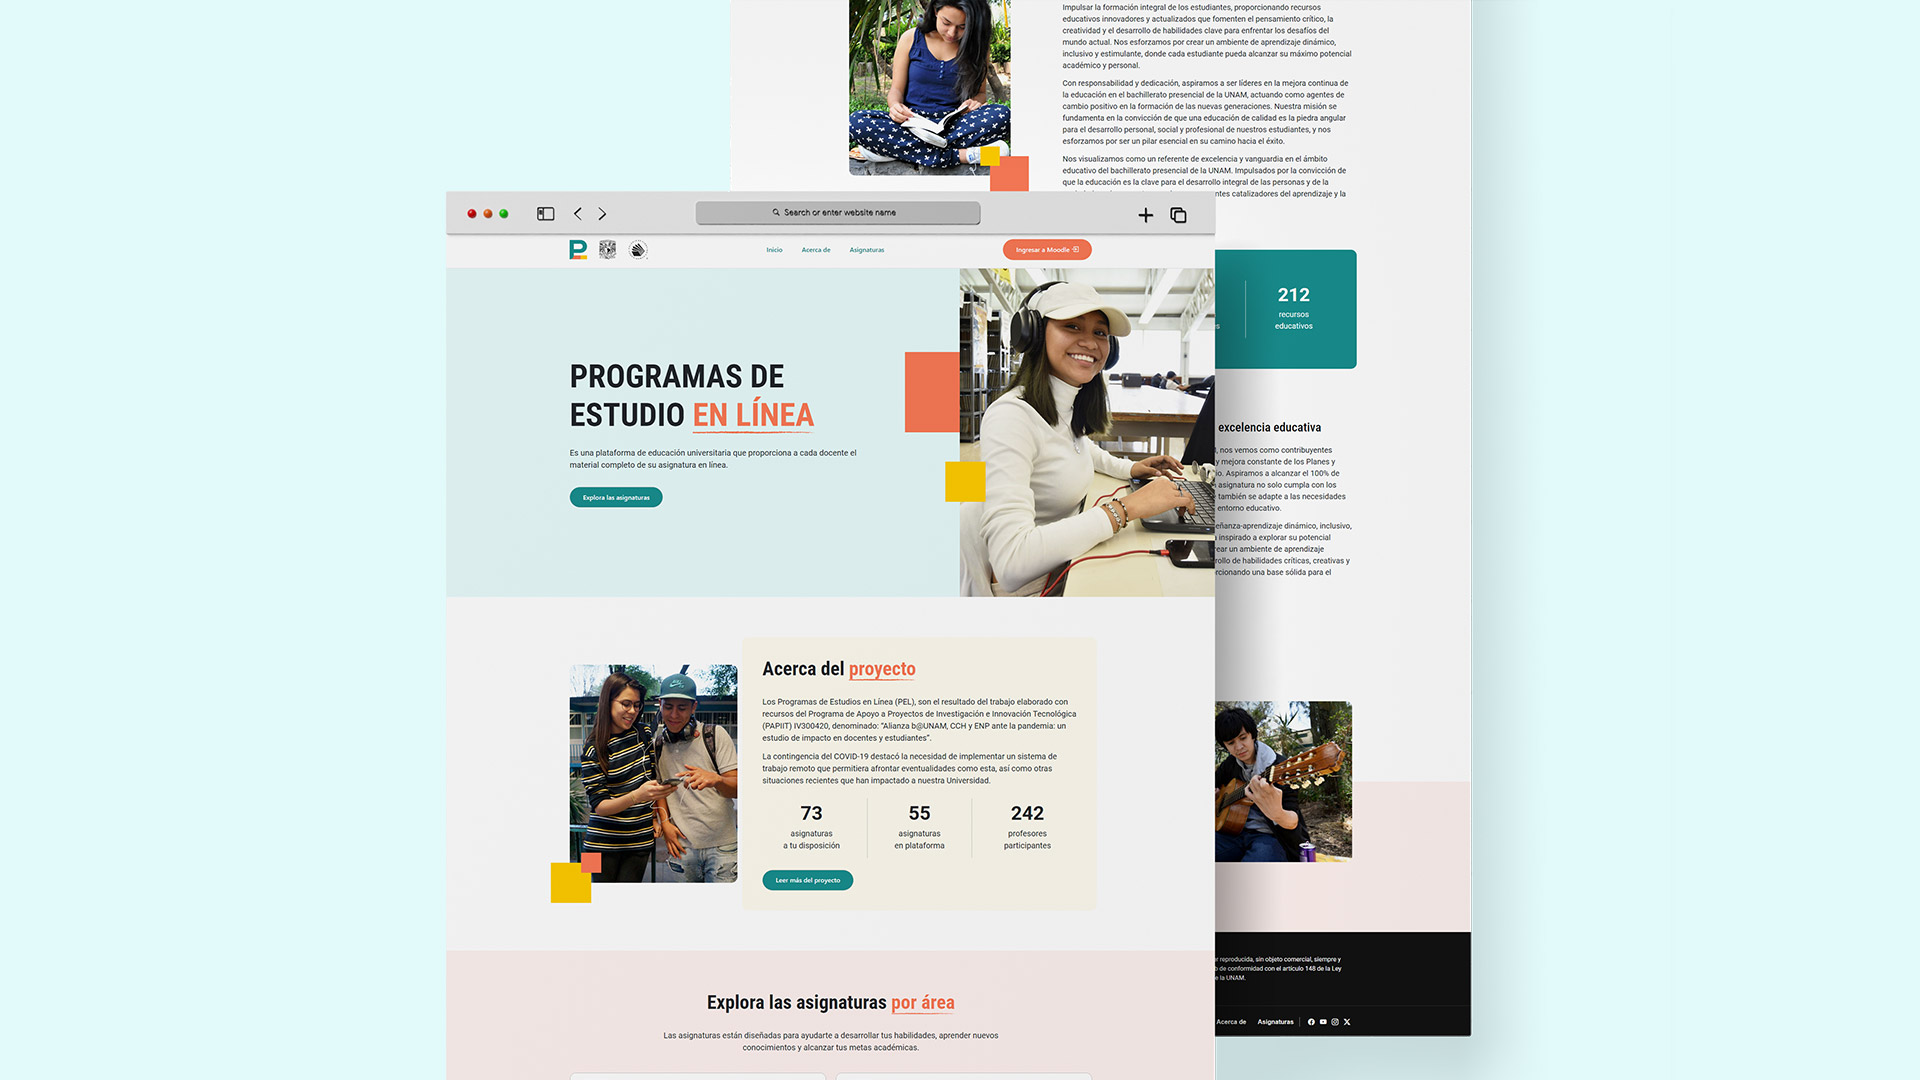 Impulsar la formación integral de los estudiantes, proporcionando recursos
educativos innovadores y actualizados que fomenten el pensamiento crítico, la
creatividad y el desarrollo de habilidades clave para enfrentar los desafíos del
mundo actual. Nos esforzamos por crear un ambiente de aprendizaje dinámico,
inclusivo y estimulante, donde cada estudiante pueda alcanzar su máximo potencial
académico y personal.
Con responsabilidad y dedicación, aspiramos a ser líderes en la mejora continua de
la educación en el bachillerato presencial de la UNAM, actuando como agentes de
cambio positivo en la formación de las nuevas generaciones. Nuestra misión se
fundamenta en la convicción de que una educación de calidad es la piedra angular
para el desarrollo personal, social y profesional de nuestros estudiantes, y nos
esforzamos por ser un pilar esencial en su camino hacia el éxito.
Nos visualizamos como un referente de excelencia y vanguardia en el ámbito
educativo del bachillerato presencial de la UNAM. Impulsados por la convicción de
que la educación es la clave para el desarrollo integral de las personas y de la
ntes catalizadores del aprendizaje y la
Search or enter website name
Inicio Acerca de Asignaturas
Ingresar a Moodle
PROGRAMAS DE
ESTUDIO EN LÍNEA
Es una plataforma de educación universitaria que proporciona a cada docente el
material completo de su asignatura en línea.
Explora las asignaturas
Acerca del proyecto
Los Programas de Estudios en Línea (PEL), son el resultado del trabajo elaborado con
recursos del Programa de Apoyo a Proyectos de Investigación e Innovación Tecnológica
(PAPIIT) IV300420, denominado: “Alianza b@UNAM, CCH y ENP ante la pandemia: un
estudio de impacto en docentes y estudiantes”.
La contingencia del COVID-19 destacó la necesidad de implementar un sistema de
trabajo remoto que permitiera afrontar eventualidades como esta, así como otras
situaciones recientes que han impactado a nuestra Universidad.
73 55 242
asignaturas asignaturas profesores
a tu disposición en plataforma participantes
Leer más del proyecto
Explora las asignaturas por área
Las asignaturas están diseñadas para ayudarte a desarrollar tus habilidades, aprender nuevos
conocimientos y alcanzar tus metas académicas.
212
recursos
educativos
excelencia educativa
, nos vemos como contribuyentes
y mejora constante de los Planes y
io. Aspiramos a alcanzar el 100% de
asignatura no solo cumpla con los
también se adapte a las necesidades
entorno educativo.
eñanza-aprendizaje dinámico, inclusivo,
inspirado a explorar su potencial
rear un ambiente de aprendizaje
rollo de habilidades críticas, creativas y
rcionando una base sólida para el
r reproducida, sin objeto comercial, siempre y
o de conformidad con el artículo 148 de la Ley
e la UNAM.
Acerca de Asignaturas